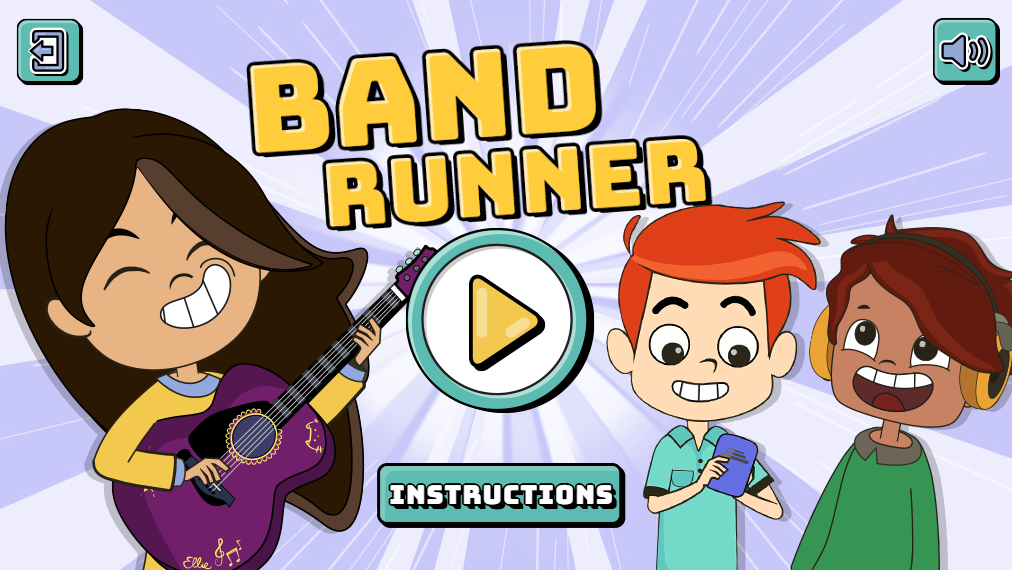 BAND
RUNNER
INSTRUCTIONS
Ellie